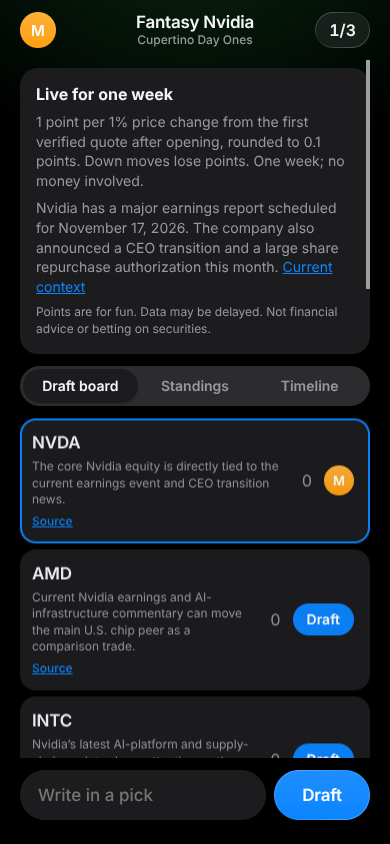 M
Fantasy Nvidia
Cupertino Day Ones
1/3
Live for one week
1 point per 1% price change from the first
verified quote after opening, rounded to 0.1
points. Down moves lose points. One week; no
money involved.
Nvidia has a major earnings report scheduled
for November 17, 2026. The company also
announced a CEO transition and a large share
repurchase authorization this month. Current
context
Points are for fun. Data may be delayed. Not financial
advice or betting on securities.
Draft board
Standings
Timeline
NVDA
The core Nvidia equity is directly tied to the
current earnings event and CEO transition
news.
Source
0
M
AMD
Current Nvidia earnings and AI-
infrastructure commentary can move
the main U.S. chip peer as a
comparison trade.
Source
0
Draft
INTC
Nvidia's latest AI-platform and supply-
Write in a pick
Draft